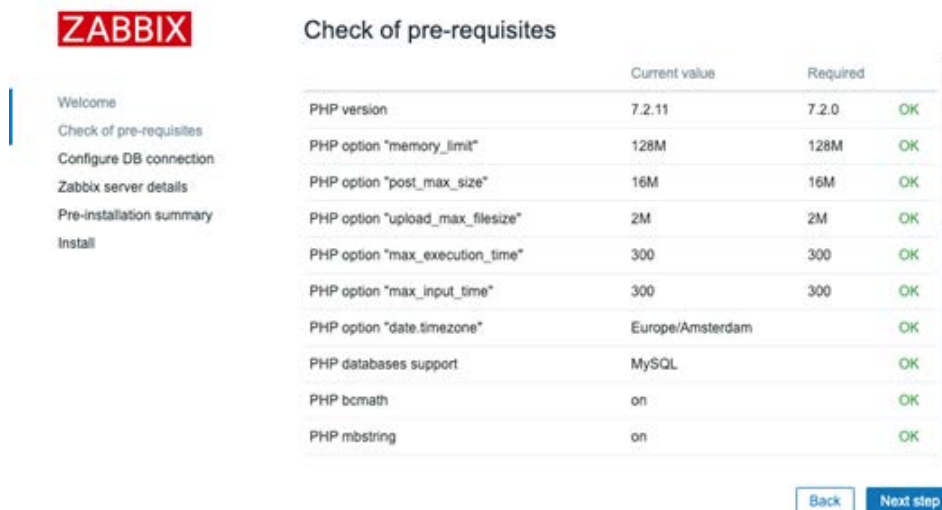 ZABBIX
Check of pre-requisites
Welcome
Check of pre-requisites
Configure DB connection
Zabbix server details
Pre-installation summary
Install
Current value Required
PHP version 7.2.11 7.2.0 OK
PHP option "memory_limit" 128M 128M OK
PHP option "post_max_size" 16M 16M OK
PHP option "upload_max_filesize" 2M 2M OK
PHP option "max_execution_time" 300 300 OK
PHP option "max_input_time" 300 300 OK
PHP option "date.timezone" Europe/Amsterdam OK
PHP databases support MySQL OK
PHP bcmath on OK
PHP mbstring on OK
Back Next step